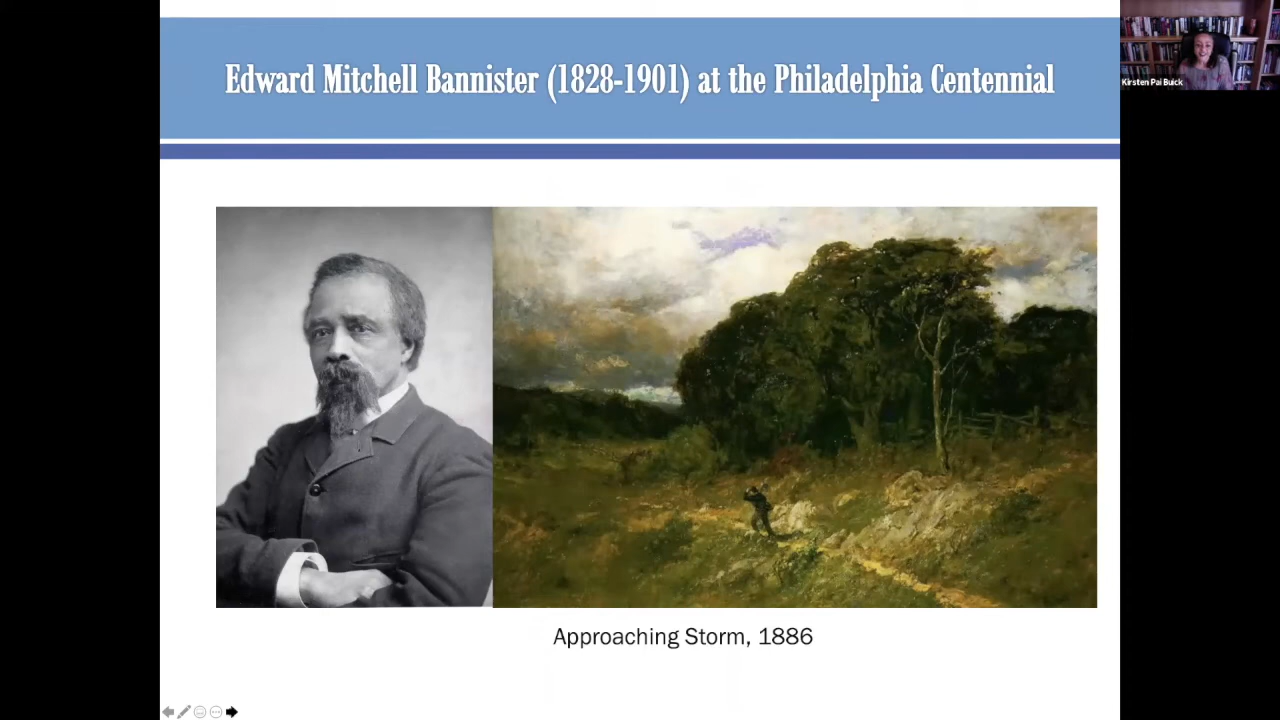 Edward Mitchell Bannister (1828-1901) at the Philadelphia Centennial
Kirsten Pai Buick
Approaching Storm, 1886